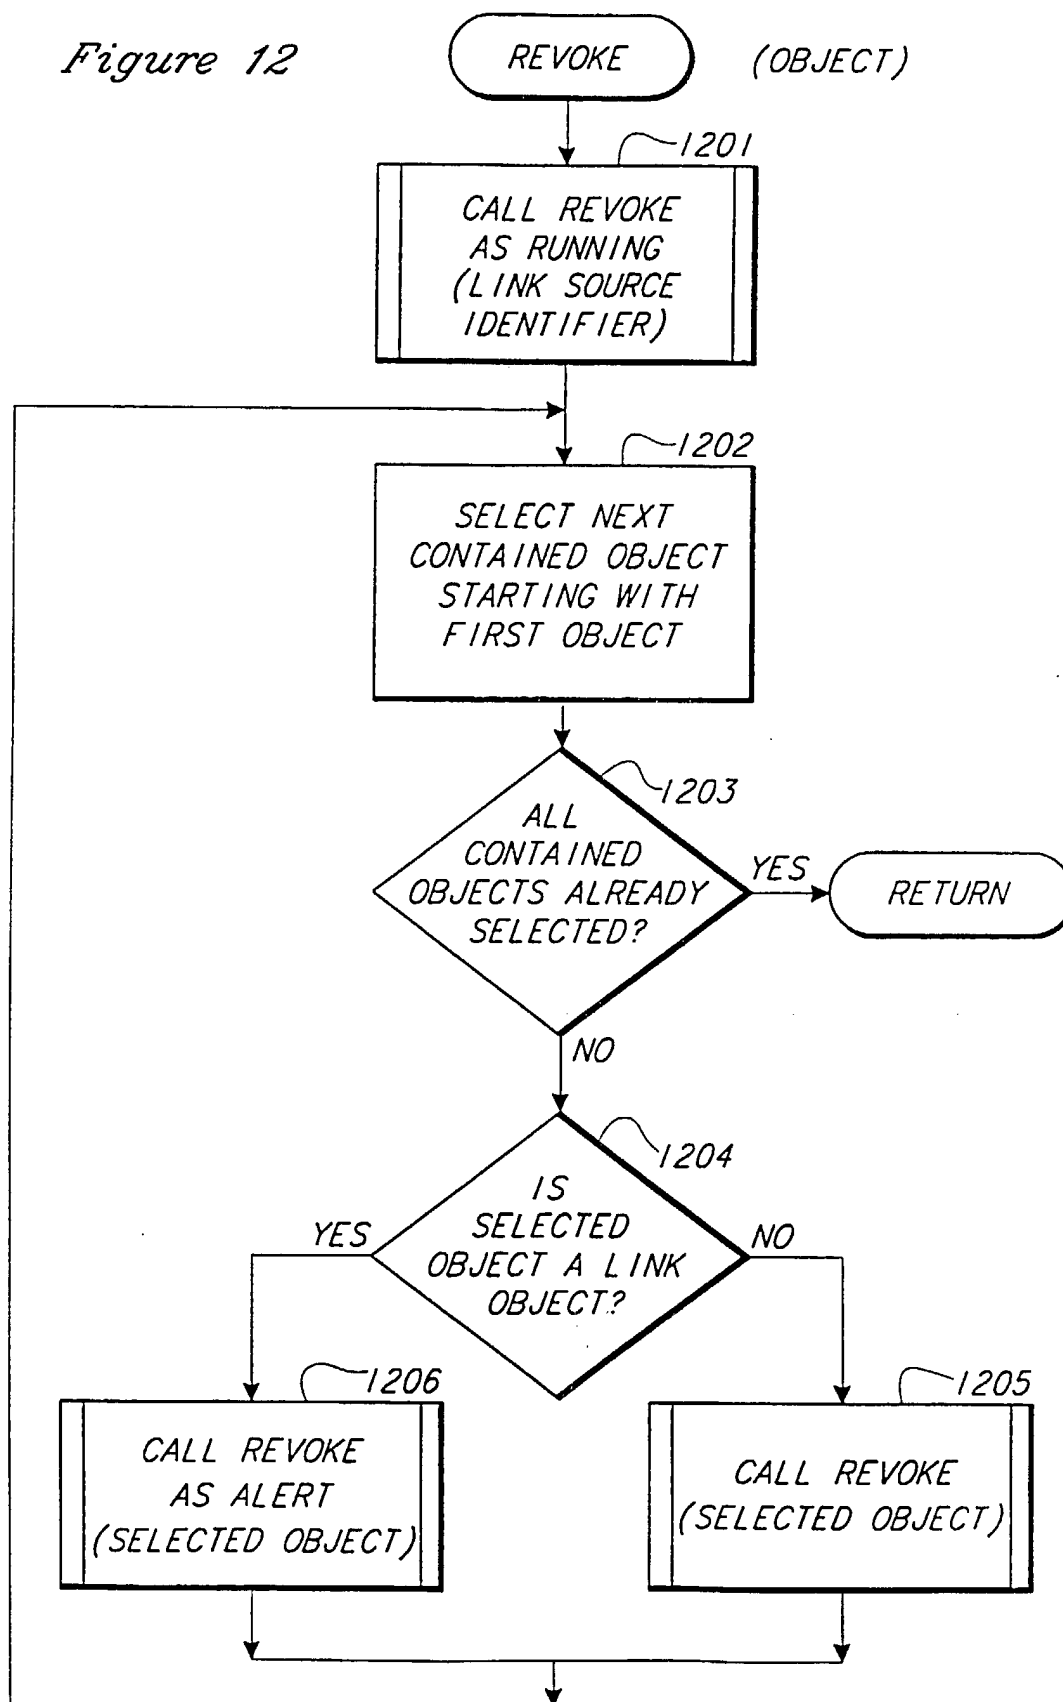 Figure 12
REVOKE
(OBJECT)
1201
CALL REVOKE
AS RUNNING
(LINK SOURCE
IDENTIFIER)
1202
SELECT NEXT
CONTAINED OBJECT
STARTING WITH
FIRST OBJECT
1203
ALL
CONTAINED
OBJECTS ALREADY
SELECTED?
YES
RETURN
NO
1204
IS
SELECTED
OBJECT A LINK
OBJECT?
YES
NO
1206
CALL REVOKE
AS ALERT
(SELECTED OBJECT)
1205
CALL REVOKE
(SELECTED OBJECT)